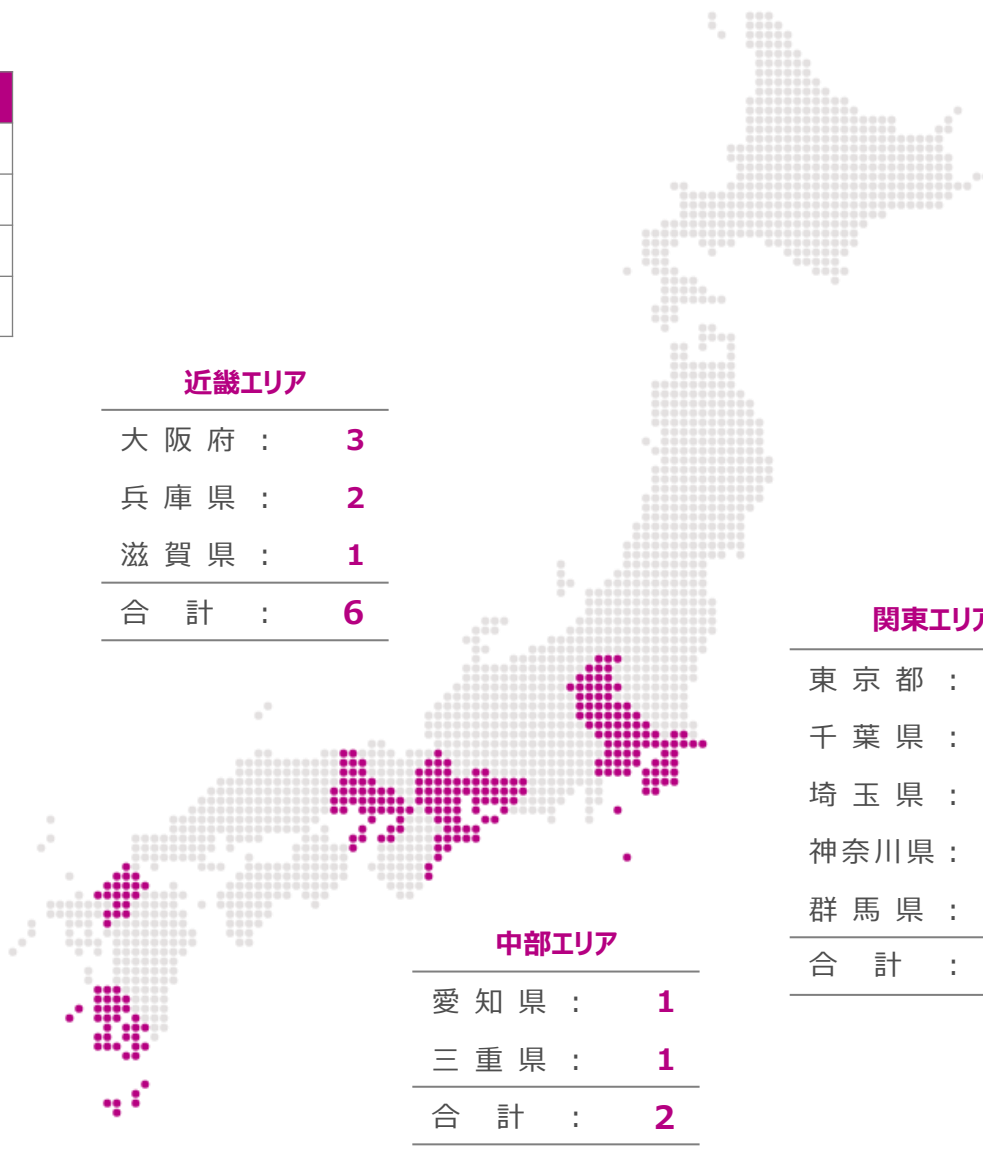 近畿エリア
大阪府 : 3
兵庫県 : 2
滋賀県 : 1
合計 : 6
関東エリ
東京都 :
千葉県 :
埼玉県 :
神奈川県 :
群馬県 :
合計 :
中部エリア
愛知県 : 1
三重県 : 1
合計 : 2